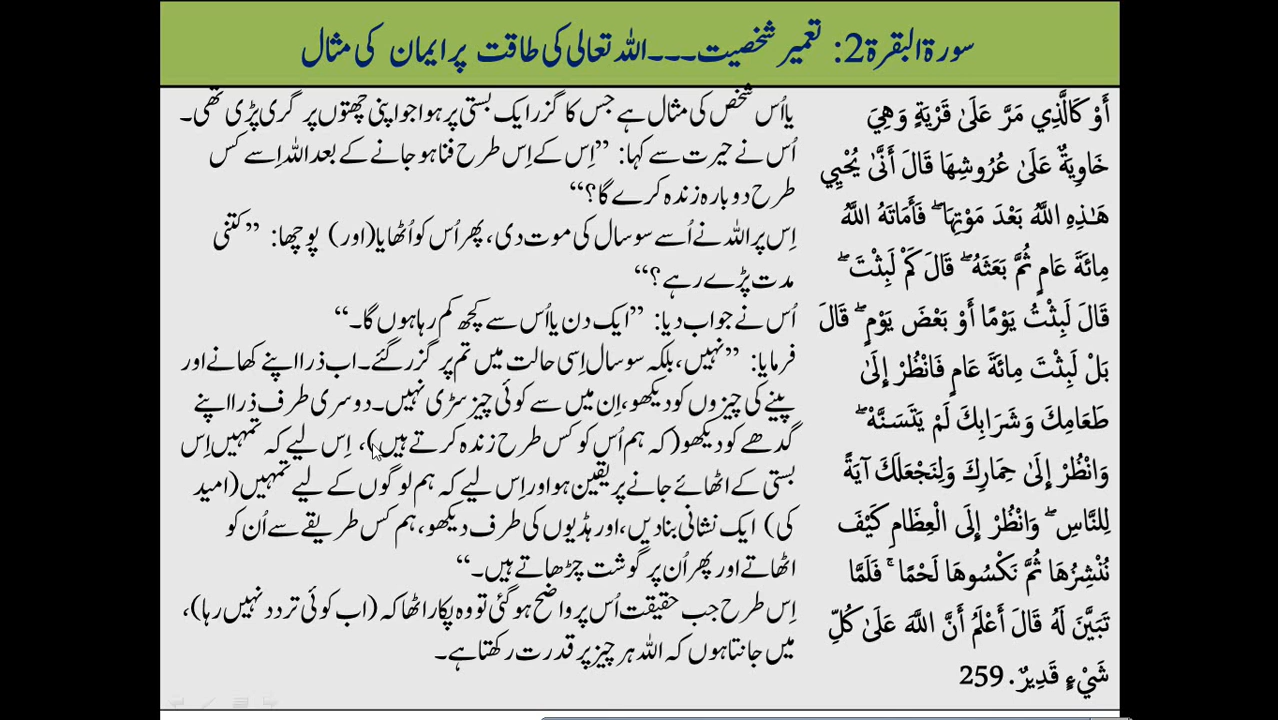 سورۃ البقرۃ 2: تعمیر شخصیت۔۔۔اللہ تعالی کی طاقت پر ایمان کی مثال
أَوْ كَالَّذِي مَرَّ عَلَىٰ قَرْيَةٍ وَهِيَ
خَاوِيَةٌ عَلَىٰ عُرُوشِهَا قَالَ أَنَّىٰ يُحْيِي
هَـٰذِهِ اللَّهُ بَعْدَ مَوْتِهَا ۖ فَأَمَاتَهُ اللَّهُ
مِائَةَ عَامٍ ثُمَّ بَعَثَهُ ۖ قَالَ كَمْ لَبِثْتَ ۖ
قَالَ لَبِثْتُ يَوْمًا أَوْ بَعْضَ يَوْمٍ ۖ قَالَ
بَلْ لَبِثْتَ مِائَةَ عَامٍ فَانْظُرْ إِلَىٰ
طَعَامِكَ وَشَرَابِكَ لَمْ يَتَسَنَّهْ ۖ
وَانْظُرْ إِلَىٰ حِمَارِكَ وَلِنَجْعَلَكَ آيَةً
لِلنَّاسِ ۖ وَانْظُرْ إِلَى الْعِظَامِ كَيْفَ
نُنْشِزُهَا ثُمَّ نَكْسُوهَا لَحْمًا ۚ فَلَمَّا
تَبَيَّنَ لَهُ قَالَ أَعْلَمُ أَنَّ اللَّهَ عَلَىٰ كُلِّ
شَيْءٍ قَدِيرٌ. 259
یا اُس شخص کی مثال ہے جس کا گزر ایک بستی پر ہوا جو اپنی چھتوں پر گری پڑی تھی۔
اُس نے حیرت سے کہا: ”اِس کے اِس طرح فنا ہو جانے کے بعد اللہ اِسے کس
طرح دوبارہ زندہ کرے گا؟“
اِس پر اللہ نے اُسے سو سال کی موت دی، پھر اُس کو اُٹھایا (اور) پوچھا: ”کتنی
مدت پڑے رہے؟“
اُس نے جواب دیا: ”ایک دن یا اُس سے کچھ کم رہا ہوں گا۔“
فرمایا: ”نہیں، بلکہ سو سال اِسی حالت میں تم پر گزر گئے۔ اب ذرا اپنے کھانے اور
پینے کی چیزوں کو دیکھو، اِن میں سے کوئی چیز سڑی نہیں۔ دوسری طرف ذرا اپنے
گدھے کو دیکھو (کہ ہم اُس کو کس طرح زندہ کرتے ہیں)، اِس لیے کہ تمہیں اِس
بستی کے اٹھائے جانے پر یقین ہو اور اِس لیے کہ ہم لوگوں کے لیے تمہیں (امید
کی) ایک نشانی بنا دیں، اور ہڈیوں کی طرف دیکھو، ہم کس طریقے سے اُن کو
اٹھاتے اور پھر اُن پر گوشت چڑھاتے ہیں۔“
اِس طرح جب حقیقت اُس پر واضح ہو گئی تو وہ پکار اٹھا کہ (اب کوئی تردد نہیں رہا)،
میں جانتا ہوں کہ اللہ ہر چیز پر قدرت رکھتا ہے۔